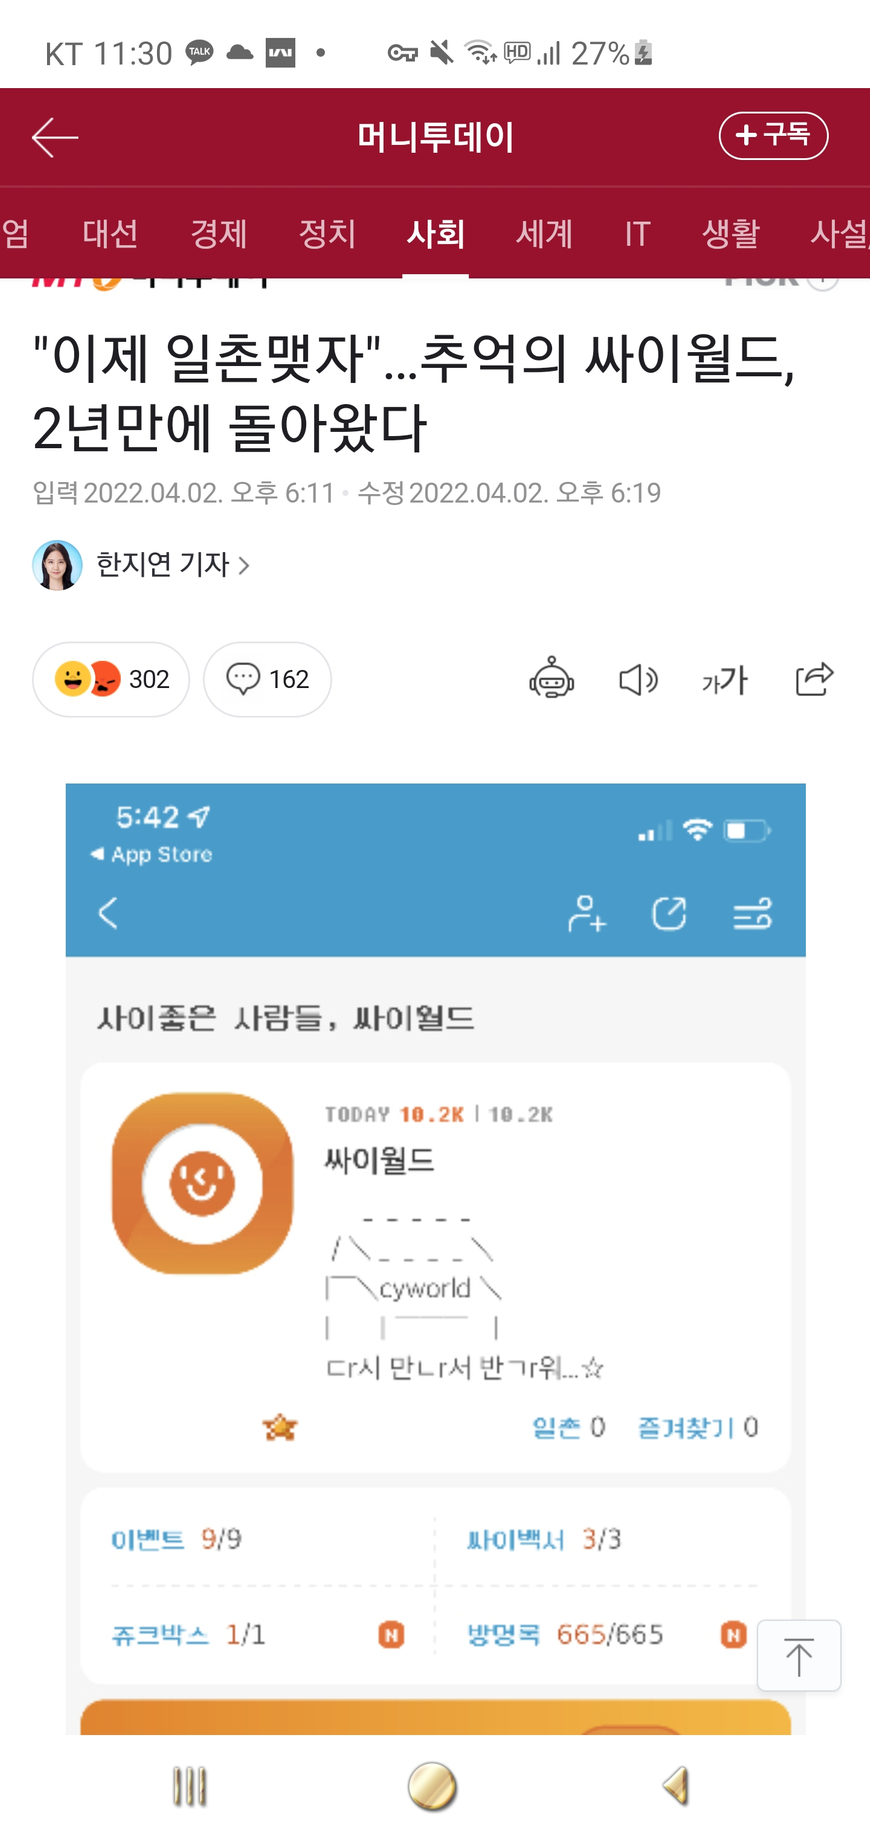 KT 11:30 TALK HD 27%
머니투데이
+ 구독
엄 대선 경제 정치 사회 세계 IT 생활 사설/
"이제 일촌맺자"...추억의 싸이월드,
2년만에 돌아왔다
입력 2022.04.02. 오후 6:11 · 수정 2022.04.02. 오후 6:19
한지연 기자 >
302 162 가가
5:42
◀ App Store
사이좋은 사람들, 싸이월드
TODAY 10.2K | 10.2K
싸이월드
cyworld
ㄷr시 만ㄴr서 반ㄱr워...☆
일촌 0 즐겨찾기 0
이벤트 9/9 싸이백서 3/3
쥬크박스 1/1 N 방명록 665/665 N